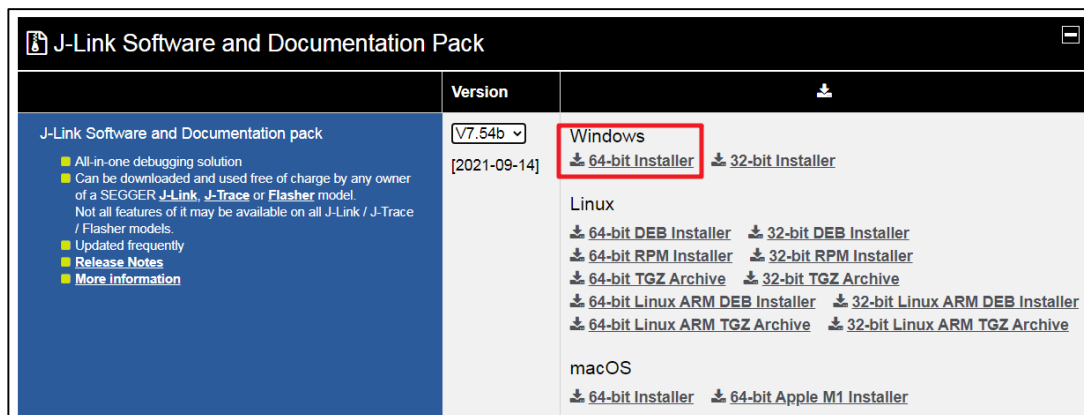 J-Link Software and Documentation Pack
Version
J-Link Software and Documentation pack
All-in-one debugging solution
Can be downloaded and used free of charge by any owner
of a SEGGER J-Link, J-Trace or Flasher model.
Not all features of it may be available on all J-Link / J-Trace
/ Flasher models.
Updated frequently
Release Notes
More information
V7.54b
[2021-09-14]
Windows
64-bit Installer 32-bit Installer
Linux
64-bit DEB Installer 32-bit DEB Installer
64-bit RPM Installer 32-bit RPM Installer
64-bit TGZ Archive 32-bit TGZ Archive
64-bit Linux ARM DEB Installer 32-bit Linux ARM DEB Installer
64-bit Linux ARM TGZ Archive 32-bit Linux ARM TGZ Archive
macOS
64-bit Installer 64-bit Apple M1 Installer